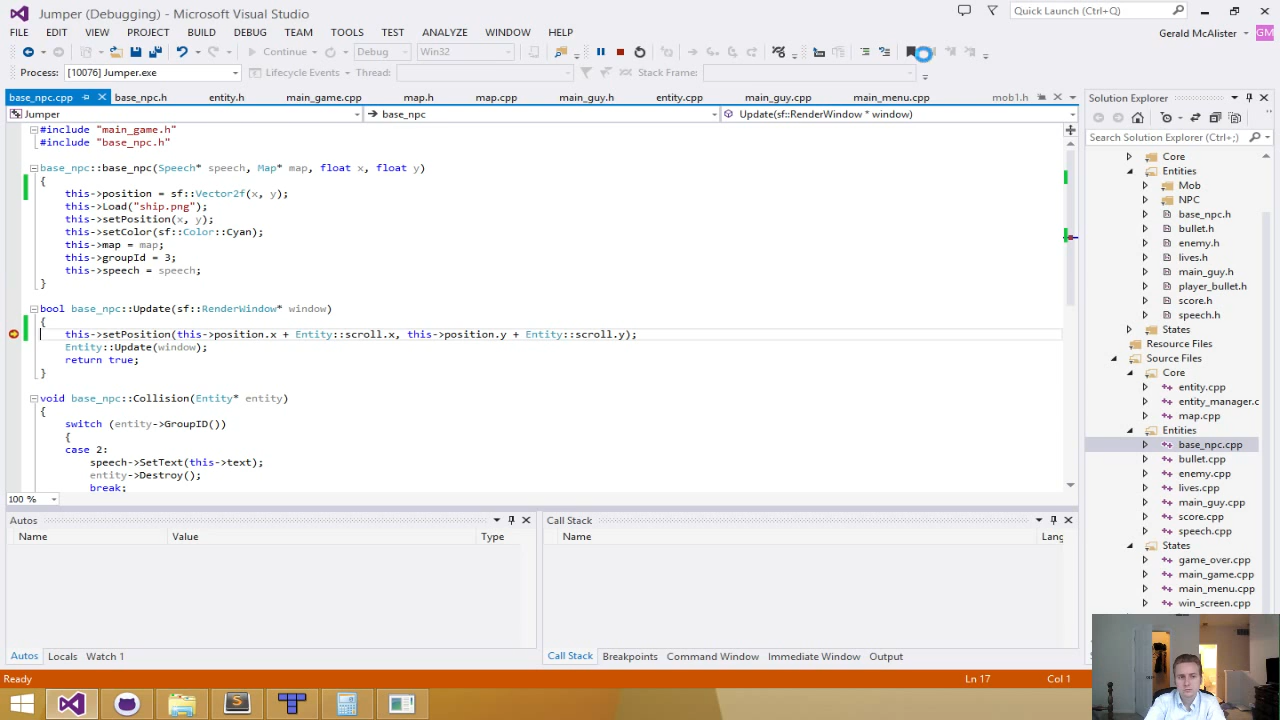 Jumper (Debugging) - Microsoft Visual Studio
Quick Launch (Ctrl+Q)
FILE EDIT VIEW PROJECT BUILD DEBUG TEAM TOOLS TEST ANALYZE WINDOW HELP
Gerald McAlister GM
Continue Debug Win32
Process: [10076] Jumper.exe Lifecycle Events Thread: Stack Frame:
base_npc.cpp base_npc.h entity.h main_game.cpp map.h map.cpp main_guy.h entity.cpp main_guy.cpp main_menu.cpp mob1.h
Jumper base_npc Update(sf::RenderWindow * window)
#include "main_game.h"
#include "base_npc.h"
base_npc::base_npc(Speech* speech, Map* map, float x, float y)
{
this->position = sf::Vector2f(x, y);
this->Load("ship.png");
this->setPosition(x, y);
this->setColor(sf::Color::Cyan);
this->map = map;
this->groupId = 3;
this->speech = speech;
}
bool base_npc::Update(sf::RenderWindow* window)
{
this->setPosition(this->position.x + Entity::scroll.x, this->position.y + Entity::scroll.y);
Entity::Update(window);
return true;
}
void base_npc::Collision(Entity* entity)
{
switch (entity->GroupID())
{
case 2:
speech->SetText(this->text);
entity->Destroy();
break;
100 %
Solution Explorer
Search Solution Explorer (Ctrl+;)
Core
Entities
Mob
NPC
base_npc.h
bullet.h
enemy.h
lives.h
main_guy.h
player_bullet.h
score.h
speech.h
States
Resource Files
Source Files
Core
entity.cpp
entity_manager.c
map.cpp
Entities
base_npc.cpp
bullet.cpp
enemy.cpp
lives.cpp
main_guy.cpp
score.cpp
speech.cpp
States
game_over.cpp
main_game.cpp
main_menu.cpp
win_screen.cpp
Autos
Name Value Type
Autos Locals Watch 1
Call Stack
Name Lang
Call Stack Breakpoints Command Window Immediate Window Output
Ready Ln 17 Col 1